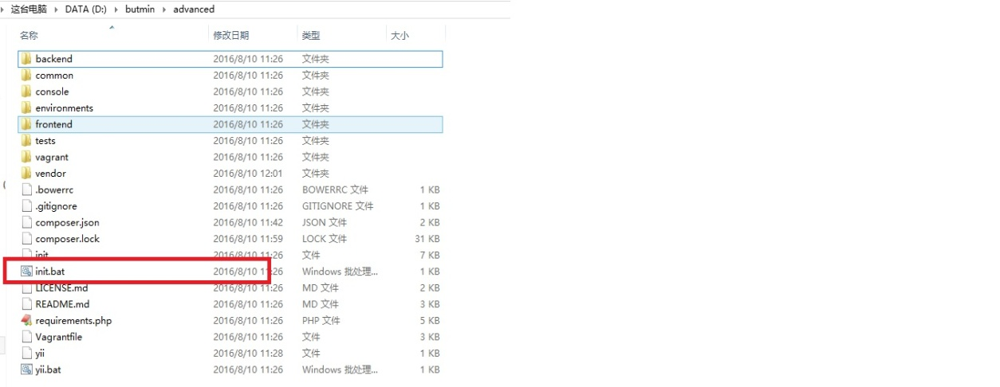 这台电脑 DATA (D:) butmin advanced
名称 修改日期 类型 大小
backend 2016/8/10 11:26 文件夹
common 2016/8/10 11:26 文件夹
console 2016/8/10 11:26 文件夹
environments 2016/8/10 11:26 文件夹
frontend 2016/8/10 11:26 文件夹
tests 2016/8/10 11:26 文件夹
vagrant 2016/8/10 11:26 文件夹
vendor 2016/8/10 12:01 文件夹
.bowerrc 2016/8/10 11:26 BOWERRC 文件 1 KB
.gitignore 2016/8/10 11:26 GITIGNORE 文件 1 KB
composer.json 2016/8/10 11:42 JSON 文件 2 KB
composer.lock 2016/8/10 11:59 LOCK 文件 31 KB
init 2016/8/10 11:26 文件 7 KB
init.bat 2016/8/10 11:26 Windows 批处理... 1 KB
LICENSE.md 2016/8/10 11:26 MD 文件 2 KB
README.md 2016/8/10 11:26 MD 文件 3 KB
requirements.php 2016/8/10 11:26 PHP 文件 5 KB
Vagrantfile 2016/8/10 11:26 文件 3 KB
yii 2016/8/10 11:28 文件 1 KB
yii.bat 2016/8/10 11:26 Windows 批处理... 1 KB